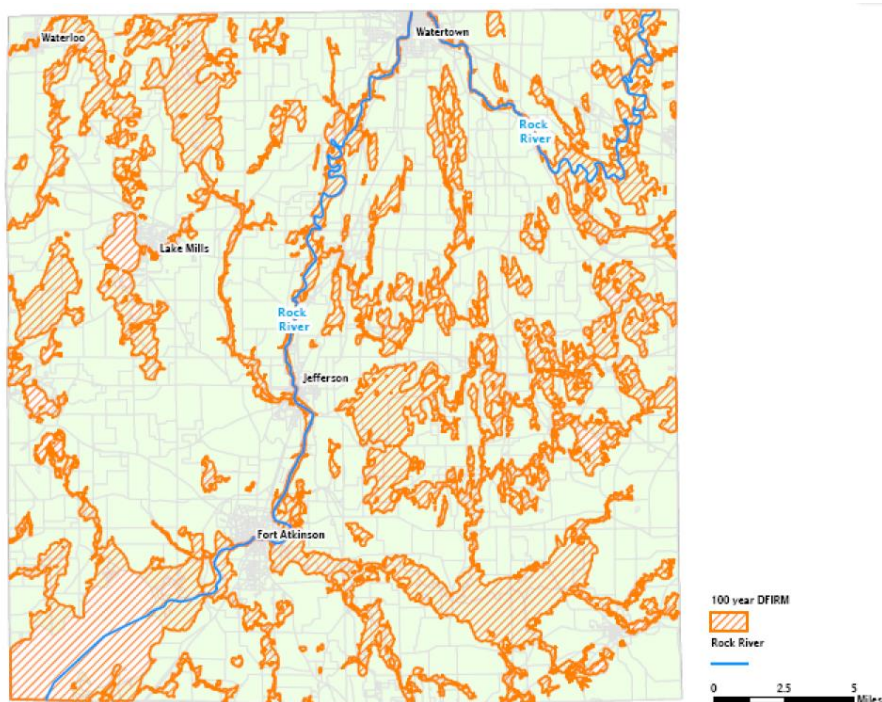 Waterloo
Watertown
Rock
River
Lake Mills
Rock
River
Jefferson
Fort Atkinson
100 year DFIRM
Rock River
0 2.5 5
Miles